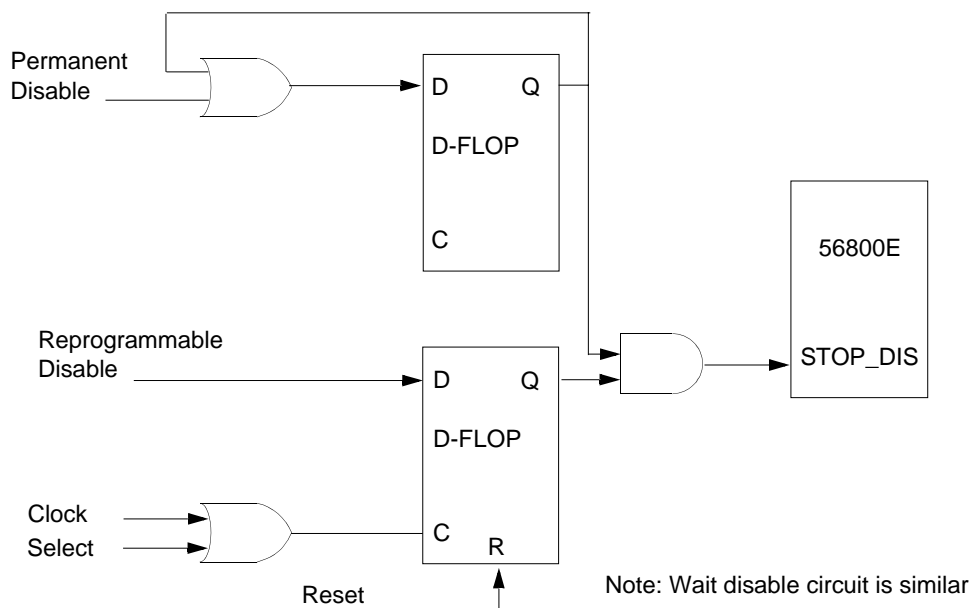 Permanent
Disable
D Q
D-FLOP
C
56800E
STOP_DIS
Reprogrammable
Disable
D Q
D-FLOP
Clock
Select
C
R
Reset
Note: Wait disable circuit is similar